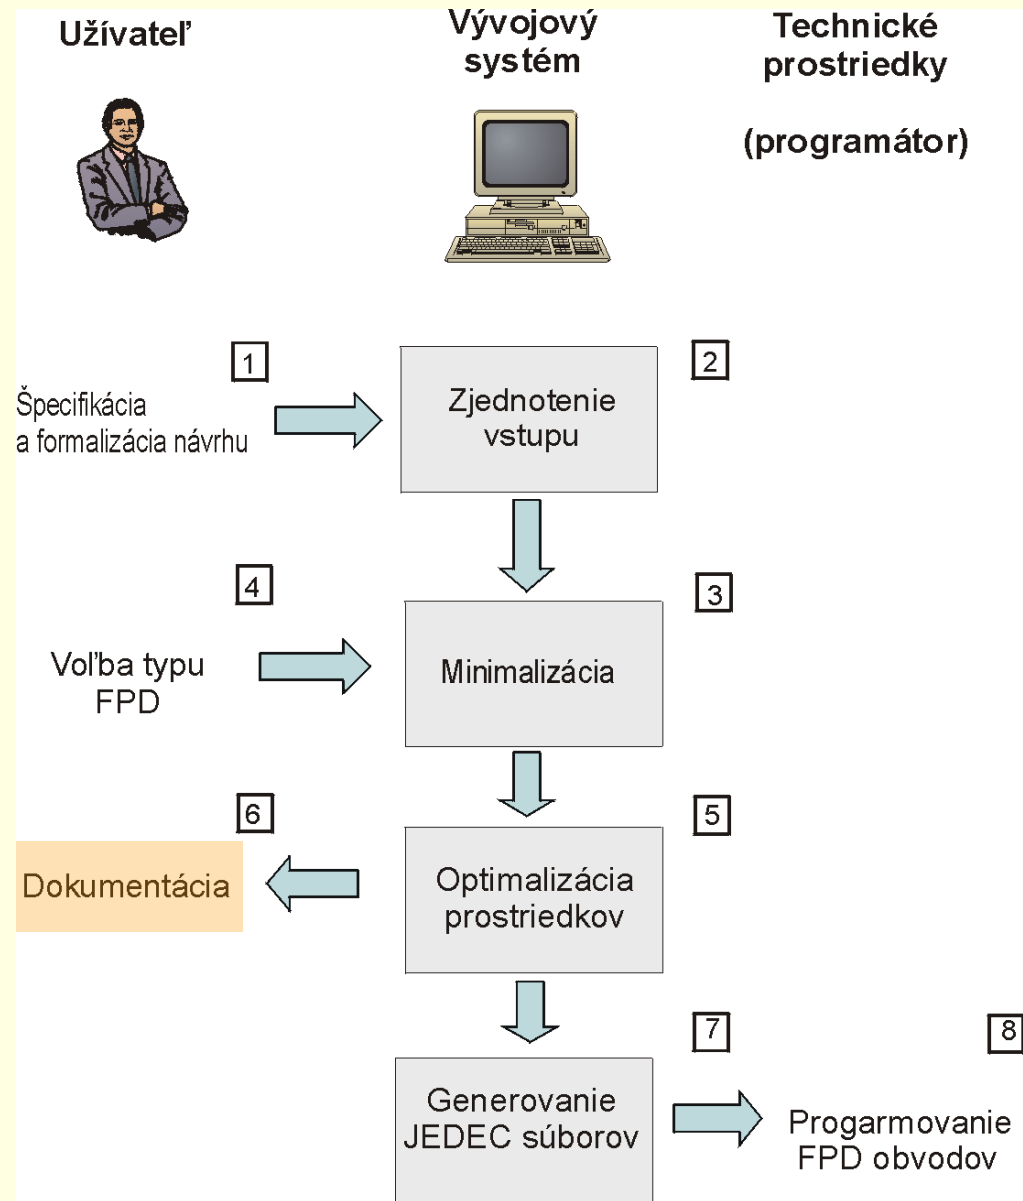 Užívateľ
Vývojový
systém
Technické
prostriedky
(programátor)
1
Špecifikácia
a formalizácia návrhu
2
Zjednotenie
vstupu
4
Voľba typu
FPD
3
Minimalizácia
6
Dokumentácia
5
Optimalizácia
prostriedkov
7
Generovanie
JEDEC súborov
8
Progarmovanie
FPD obvodov